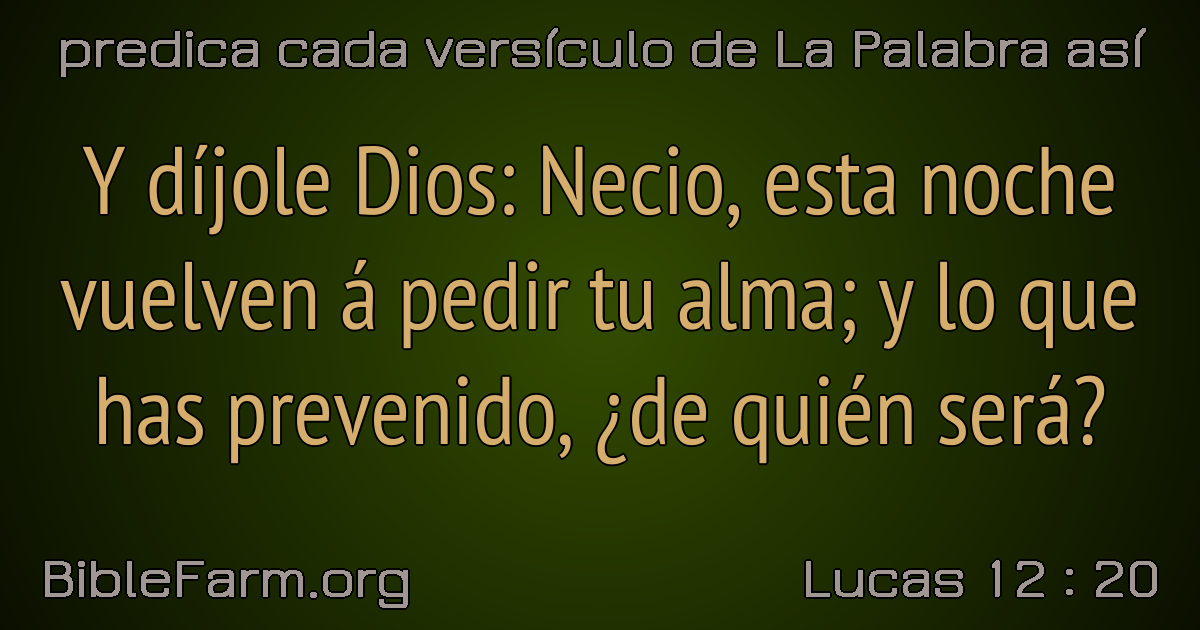 predica cada versículo de La Palabra así
Y díjole Dios: Necio, esta noche
vuelven á pedir tu alma; y lo que
has prevenido, ¿de quién será?
BibleFarm.org
Lucas 12 : 20